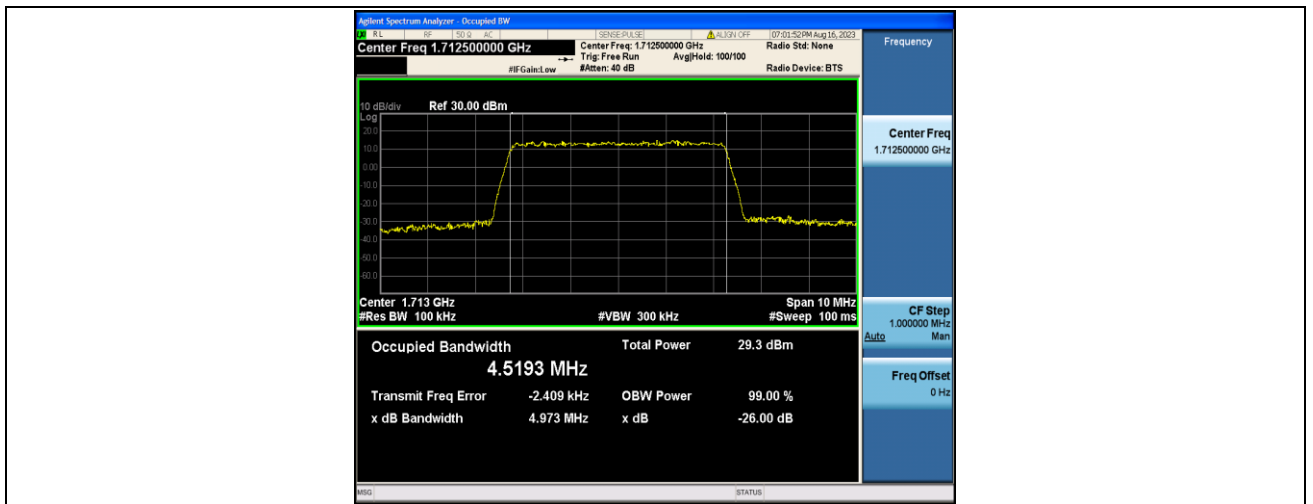 Agilent Spectrum Analyzer - Occupied BW
RL RF 50 Ω AC SENSE:PULSE ALIGN OFF 07:01:52PM Aug 16, 2023
Center Freq 1.712500000 GHz
Center Freq: 1.712500000 GHz Radio Std: None
Trig: Free Run Avg|Hold: 100/100
#IFGain:Low #Atten: 40 dB Radio Device: BTS
10 dB/div Ref 30.00 dBm
Log
20.0
10.0
0.00
-10.0
-20.0
-30.0
-40.0
-50.0
-60.0
Center 1.713 GHz Span 10 MHz
#Res BW 100 kHz #VBW 300 kHz #Sweep 100 ms
Occupied Bandwidth Total Power 29.3 dBm
4.5193 MHz
Transmit Freq Error -2.409 kHz OBW Power 99.00 %
x dB Bandwidth 4.973 MHz x dB -26.00 dB
MSG STATUS
Frequency
Center Freq
1.712500000 GHz
CF Step
1.000000 MHz
Auto Man
Freq Offset
0 Hz